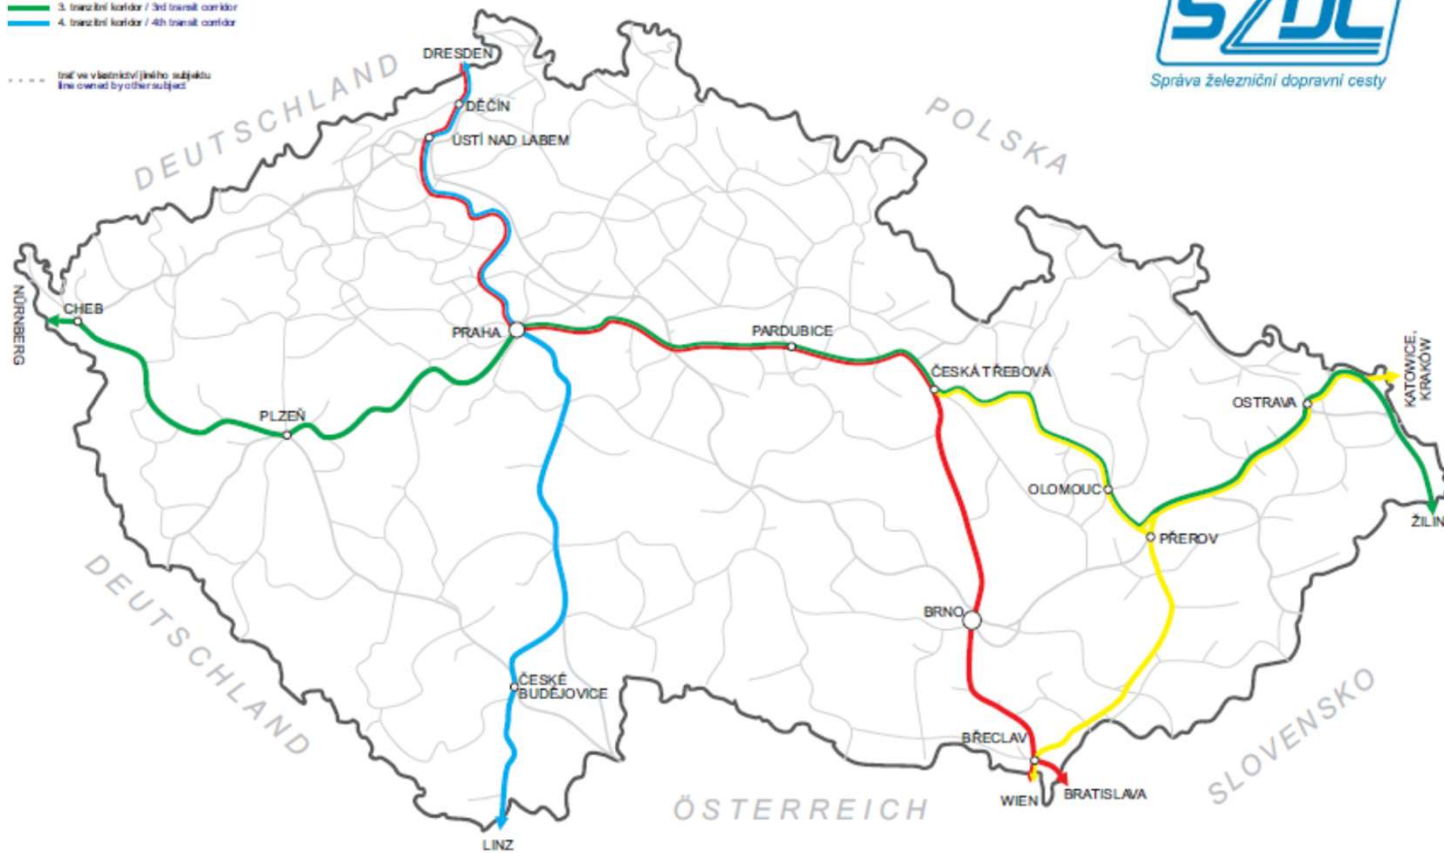 3. tranzitní koridor / 3rd transit corridor
4. tranzitní koridor / 4th transit corridor
trať ve vlastnictví jiného subjektu
line owned by other subject
SŽDC
Správa železniční dopravní cesty
DRESDEN
DEUTSCHLAND
DĚČÍN
POLSKA
ÚSTÍ NAD LABEM
NÜRNBERG
CHEB
PRAHA
PARDUBICE
KATOWICE,
KRAKÓW
ČESKÁ TŘEBOVÁ
OSTRAVA
PLZEŇ
OLOMOUC
ŽILIN
PŘEROV
DEUTSCHLAND
BRNO
ČESKÉ
BUDĚJOVICE
SLOVENSKO
BŘECLAV
WIEN
BRATISLAVA
ÖSTERREICH
LINZ